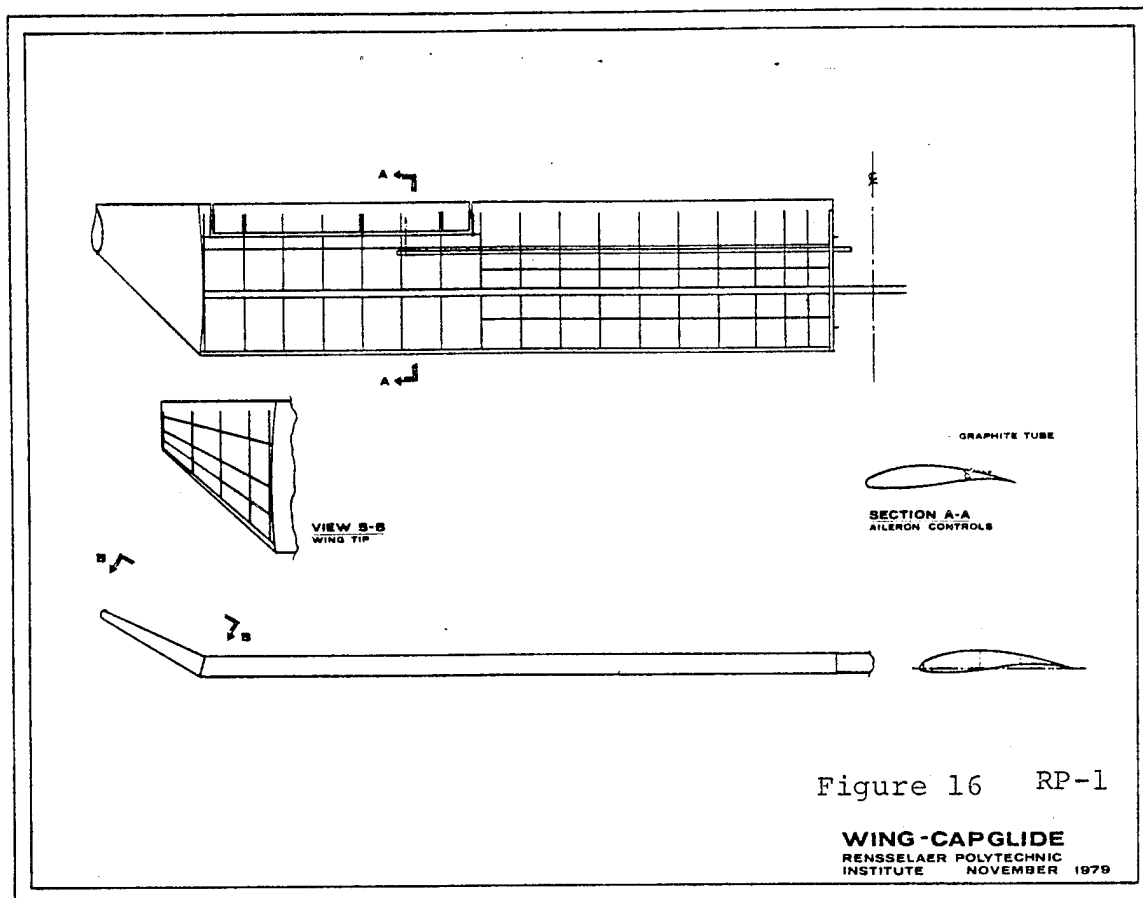 A
℄
A
GRAPHITE TUBE
SECTION A-A
AILERON CONTROLS
VIEW B-B
WING TIP
B
B
Figure 16 RP-1
WING-CAPGLIDE
RENSSELAER POLYTECHNIC
INSTITUTE NOVEMBER 1979